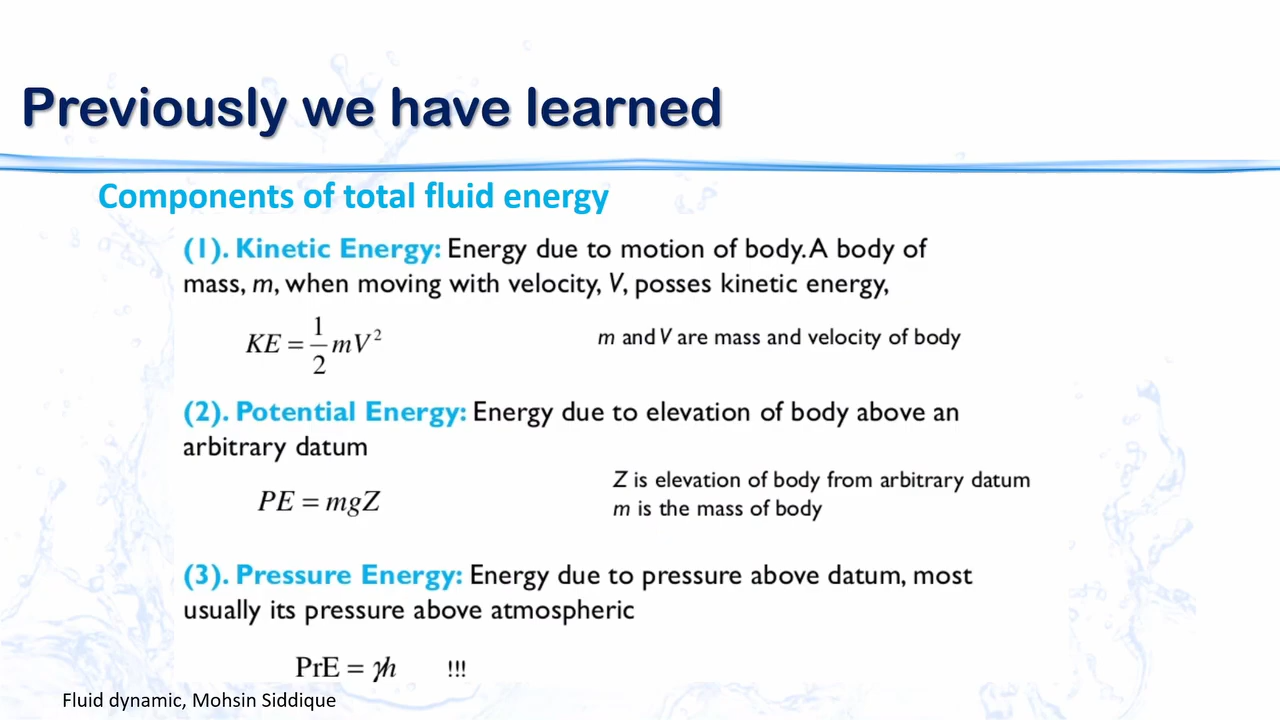 Previously we have learned
Components of total fluid energy
(1). Kinetic Energy: Energy due to motion of body. A body of
mass, m, when moving with velocity, V, posses kinetic energy,
KE = 1/2 mV²
m and V are mass and velocity of body
(2). Potential Energy: Energy due to elevation of body above an
arbitrary datum
PE = mgZ
Z is elevation of body from arbitrary datum
m is the mass of body
(3). Pressure Energy: Energy due to pressure above datum, most
usually its pressure above atmospheric
PrE = γh !!!
Fluid dynamic, Mohsin Siddique